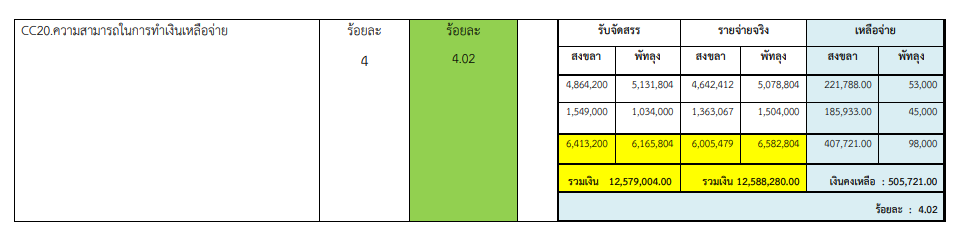 CC20.ความสามารถในการทำเงินเหลือจ่าย ร้อยละ ร้อยละ รับจัดสรร รายจ่ายจริง เหลือจ่าย
4 4.02 สงขลา พัทลุง สงขลา พัทลุง สงขลา พัทลุง
4,864,200 5,131,804 4,642,412 5,078,804 221,788.00 53,000
1,549,000 1,034,000 1,363,067 1,504,000 185,933.00 45,000
6,413,200 6,165,804 6,005,479 6,582,804 407,721.00 98,000
รวมเงิน 12,579,004.00 รวมเงิน 12,588,280.00 เงินคงเหลือ : 505,721.00
ร้อยละ : 4.02